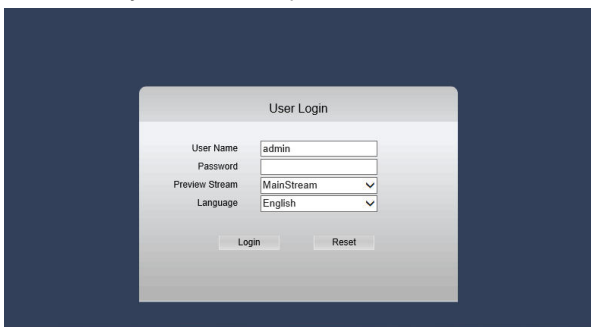 User Login
User Name admin
Password
Preview Stream MainStream
Language English
Login Reset